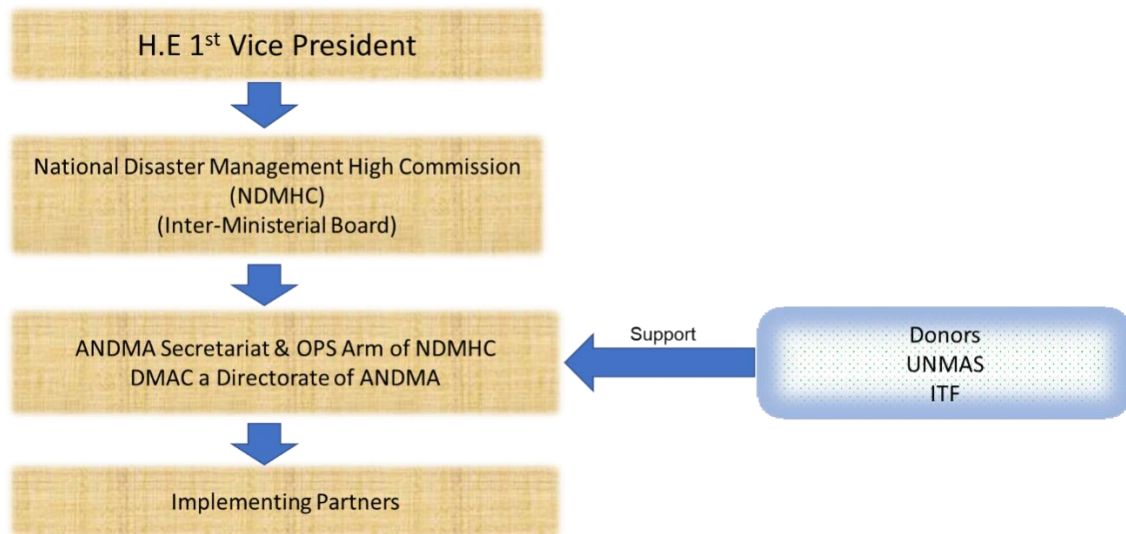 H.E 1st Vice President
National Disaster Management High Commission
(NDMHC)
(Inter-Ministerial Board)
ANDMA Secretariat & OPS Arm of NDMHC
DMAC a Directorate of ANDMA
Support
Donors
UNMAS
ITF
Implementing Partners